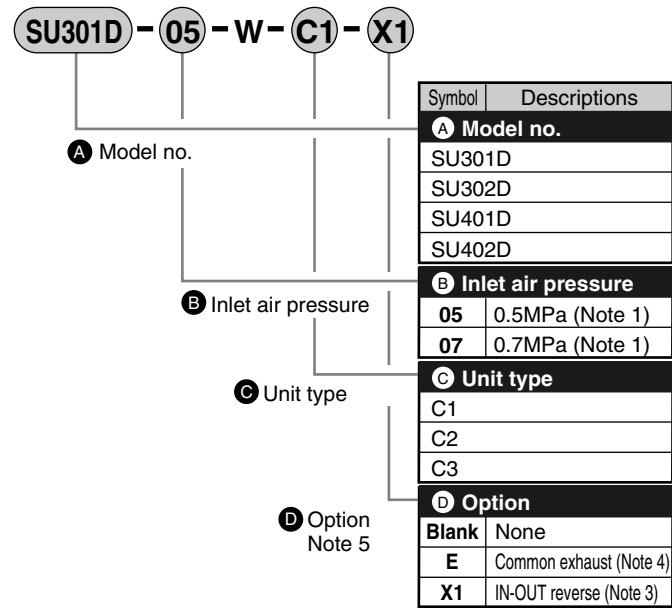 SU301D - 05 - W - C1 - X1
Symbol Descriptions
A Model no.
A Model no.
SU301D
SU302D
SU401D
SU402D
B Inlet air pressure
B Inlet air pressure
05 0.5MPa (Note 1)
07 0.7MPa (Note 1)
C Unit type
C Unit type
C1
C2
C3
D Option
Note 5
D Option
Blank None
E Common exhaust (Note 4)
X1 IN-OUT reverse (Note 3)